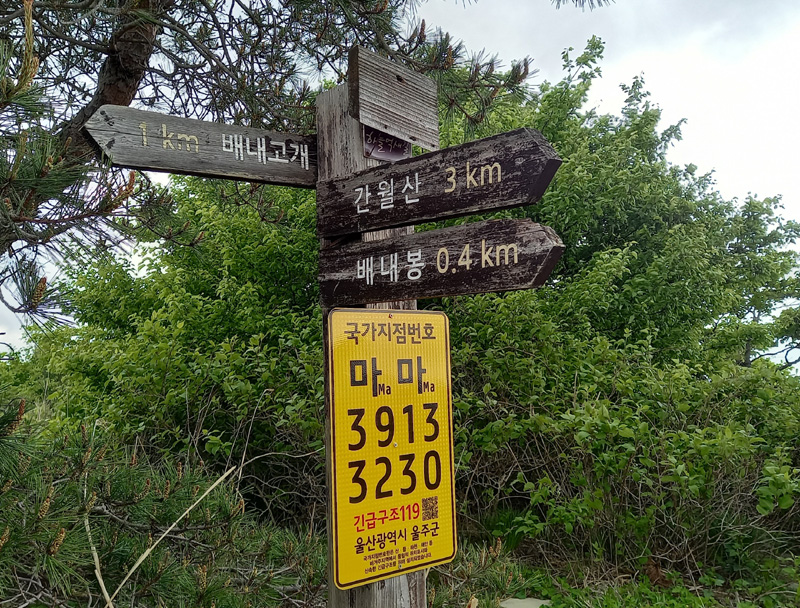 1 km 배내고개
간월산 3 km
배내봉 0.4 km
국가지점번호
마Ma 마Ma
3913
3230
긴급구조119
울산광역시 울주군